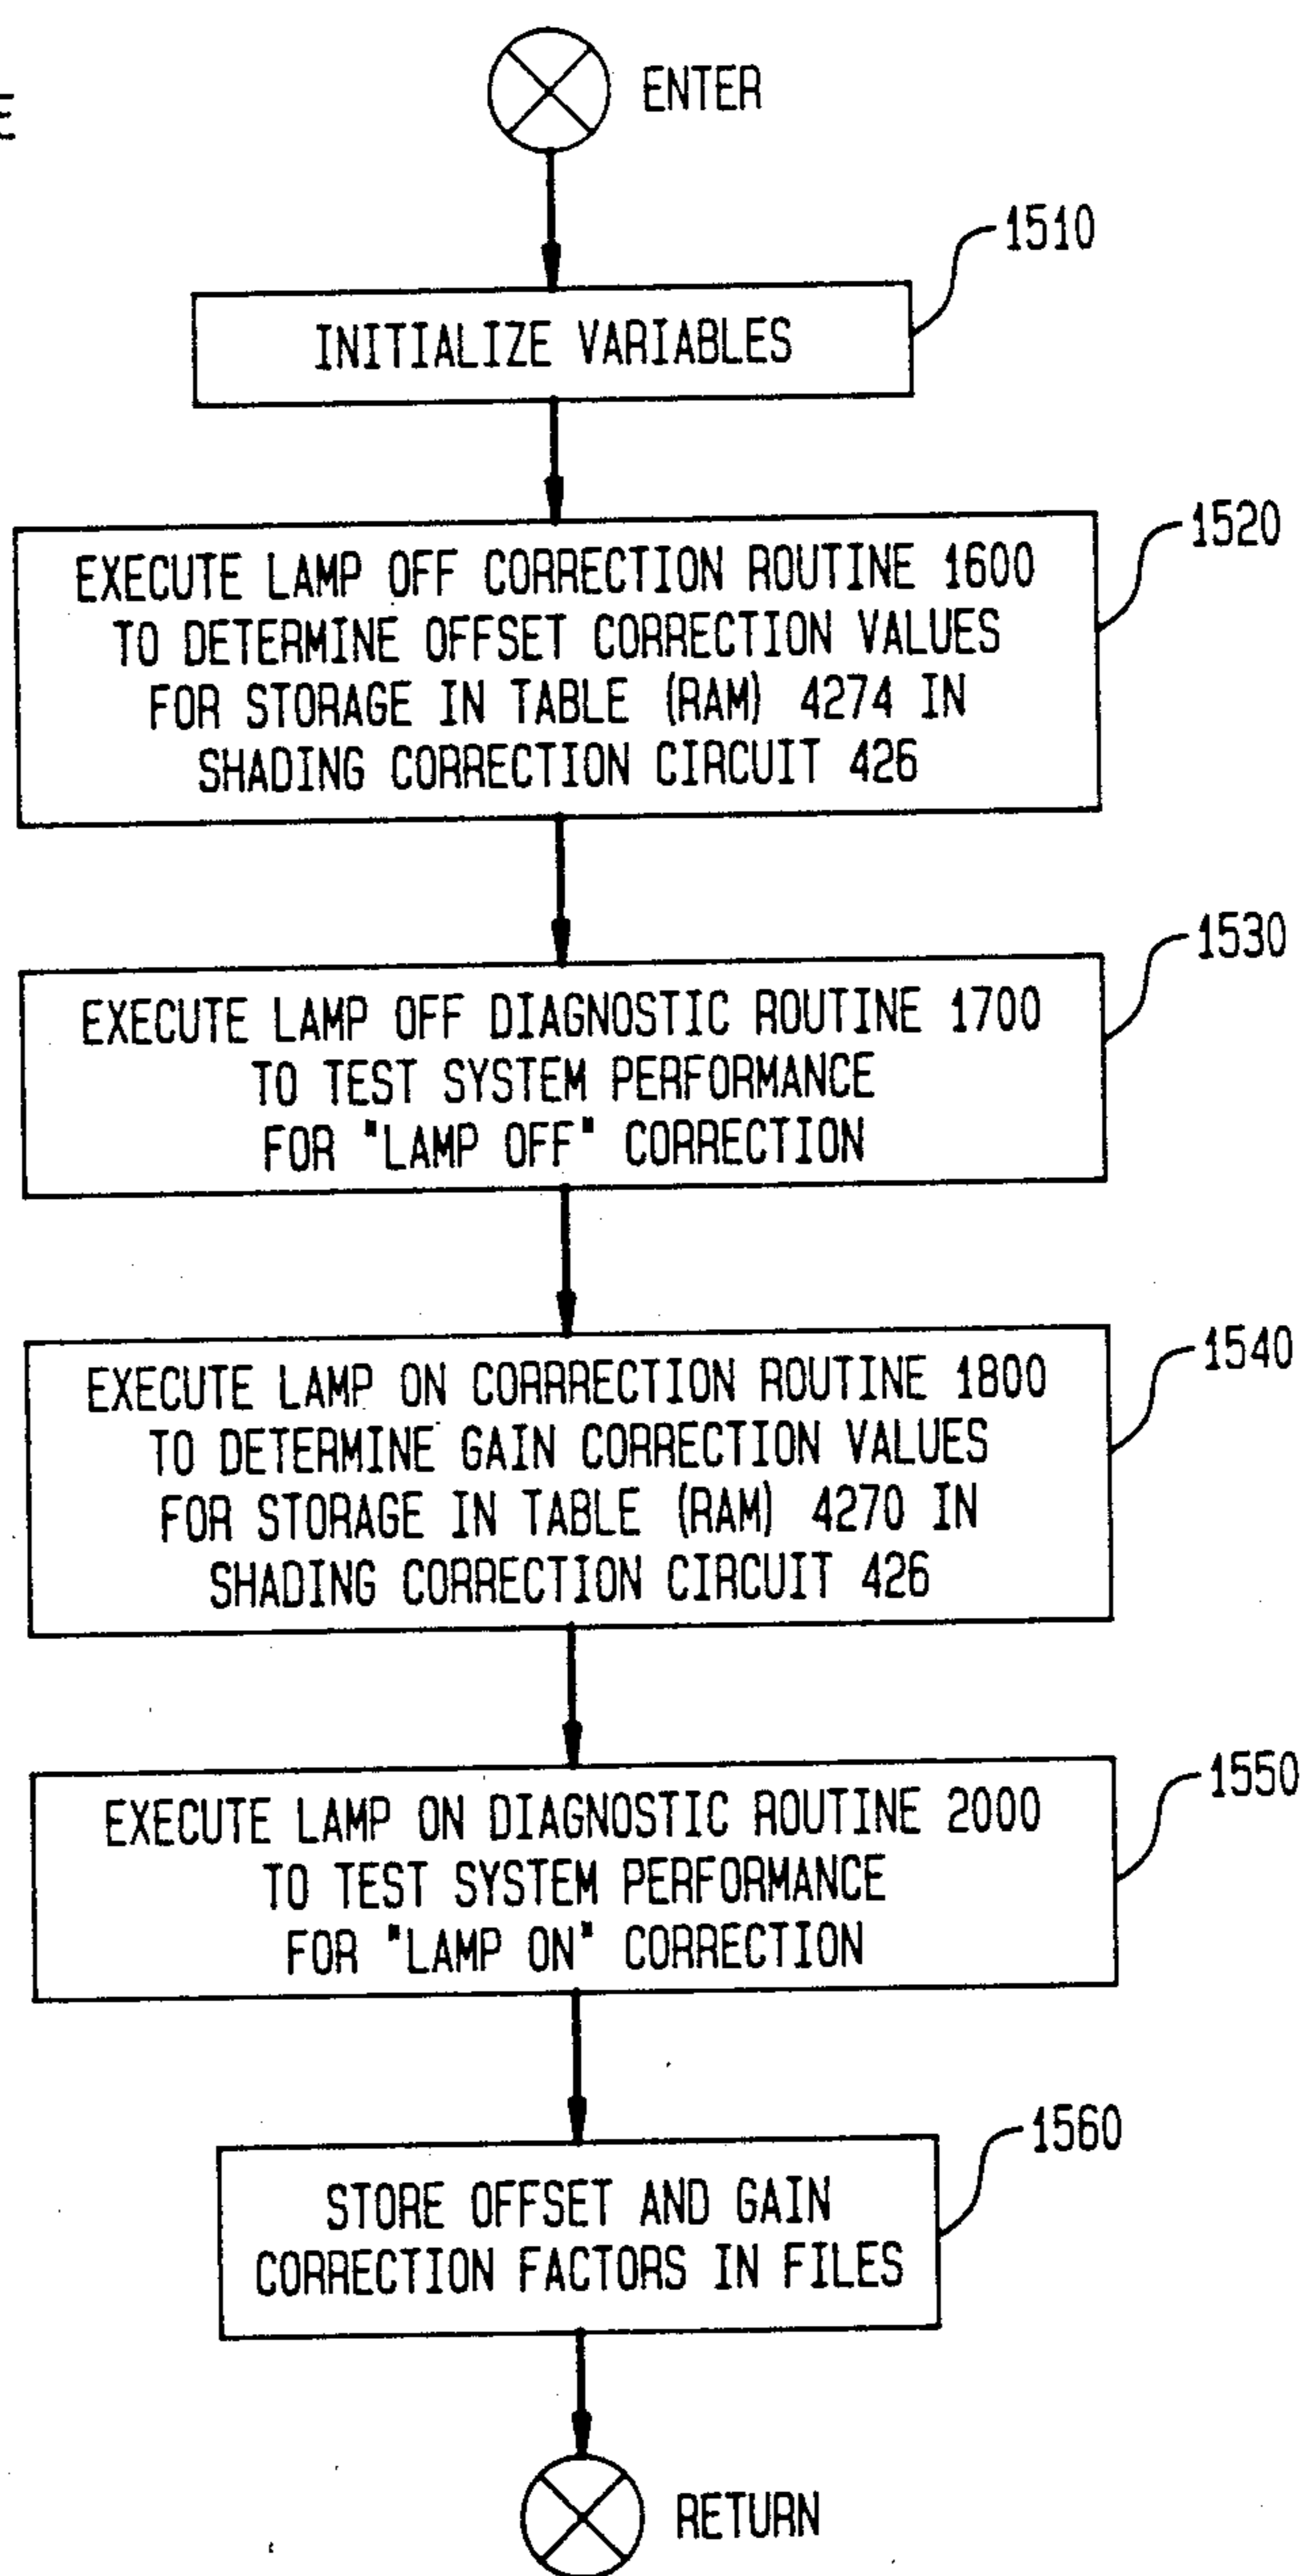 ENTER
1510
INITIALIZE VARIABLES
1520
EXECUTE LAMP OFF CORRECTION ROUTINE 1600
TO DETERMINE OFFSET CORRECTION VALUES
FOR STORAGE IN TABLE (RAM) 4274 IN
SHADING CORRECTION CIRCUIT 426
1530
EXECUTE LAMP OFF DIAGNOSTIC ROUTINE 1700
TO TEST SYSTEM PERFORMANCE
FOR "LAMP OFF" CORRECTION
1540
EXECUTE LAMP ON CORRRECTION ROUTINE 1800
TO DETERMINE GAIN CORRECTION VALUES
FOR STORAGE IN TABLE (RAM) 4270 IN
SHADING CORRECTION CIRCUIT 426
1550
EXECUTE LAMP ON DIAGNOSTIC ROUTINE 2000
TO TEST SYSTEM PERFORMANCE
FOR "LAMP ON" CORRECTION
1560
STORE OFFSET AND GAIN
CORRECTION FACTORS IN FILES
RETURN